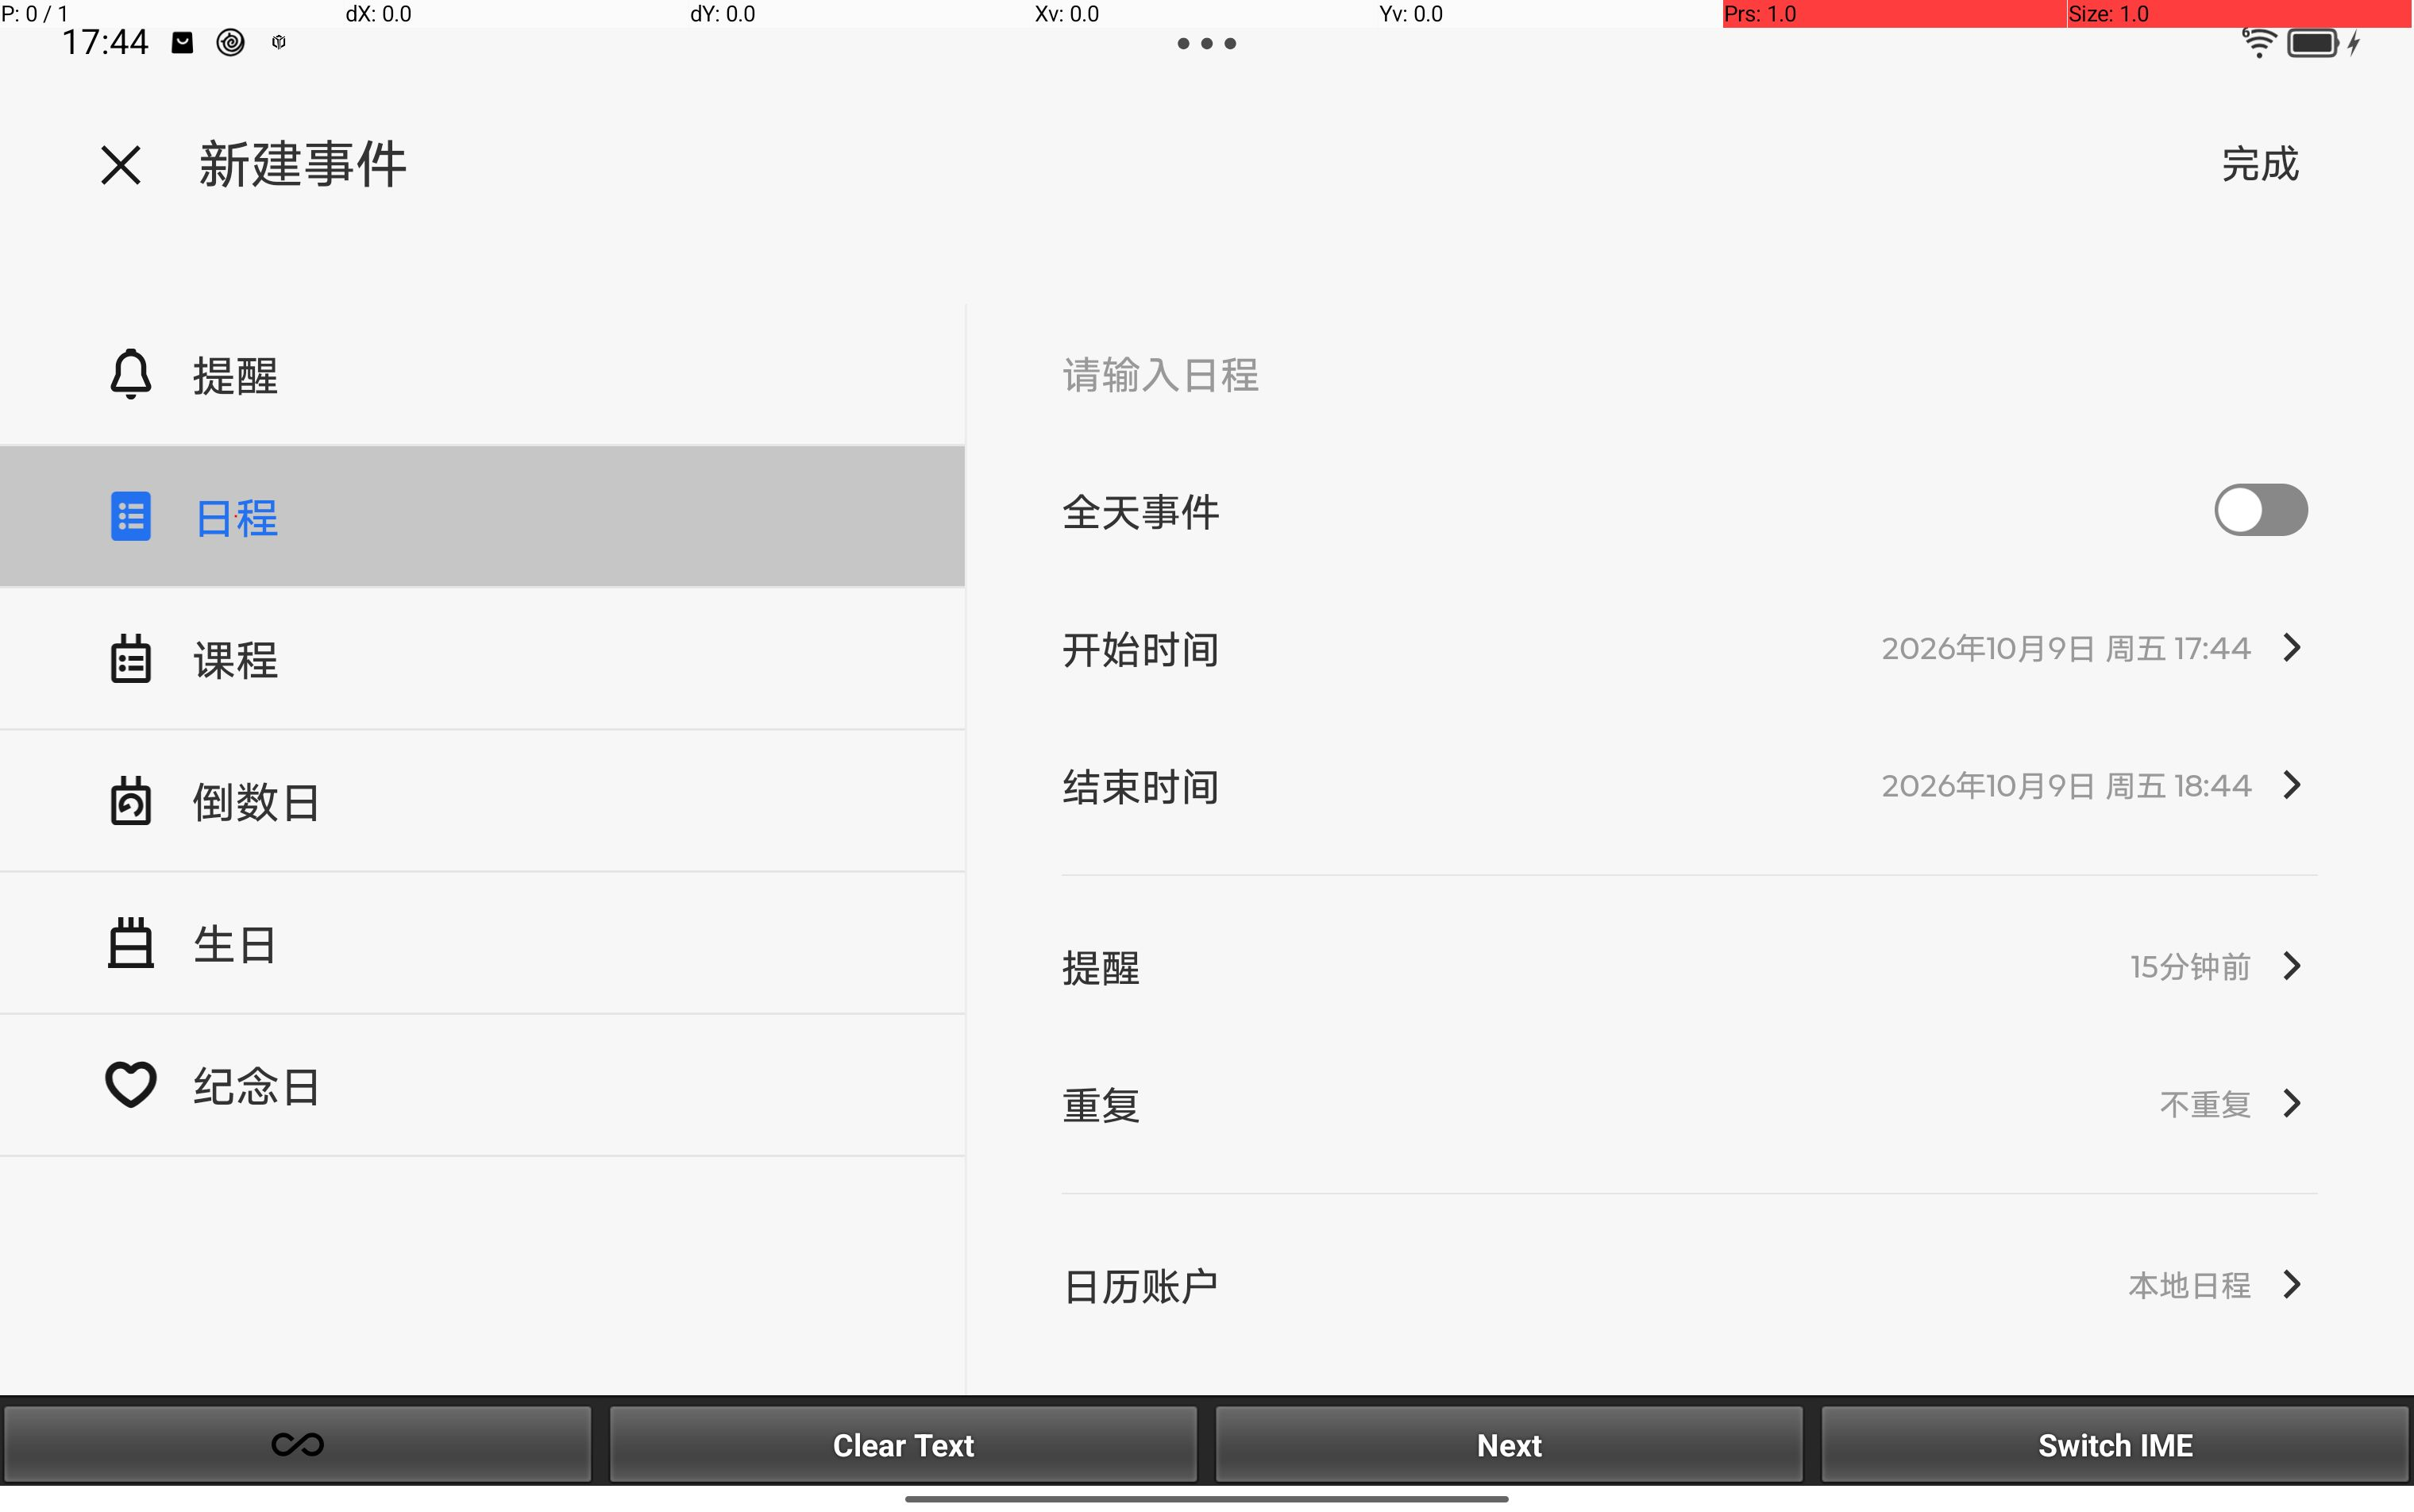 P: 0 / 1 dX: 0.0 dY: 0.0 Xv: 0.0 Yv: 0.0 Prs: 1.0 Size: 1.0
17:44 6
新建事件 完成
提醒
日程
课程
倒数日
生日
纪念日
请输入日程
全天事件
开始时间 2026年10月9日 周五 17:44
结束时间 2026年10月9日 周五 18:44
提醒 15分钟前
重复 不重复
日历账户 本地日程
Clear Text Next Switch IME